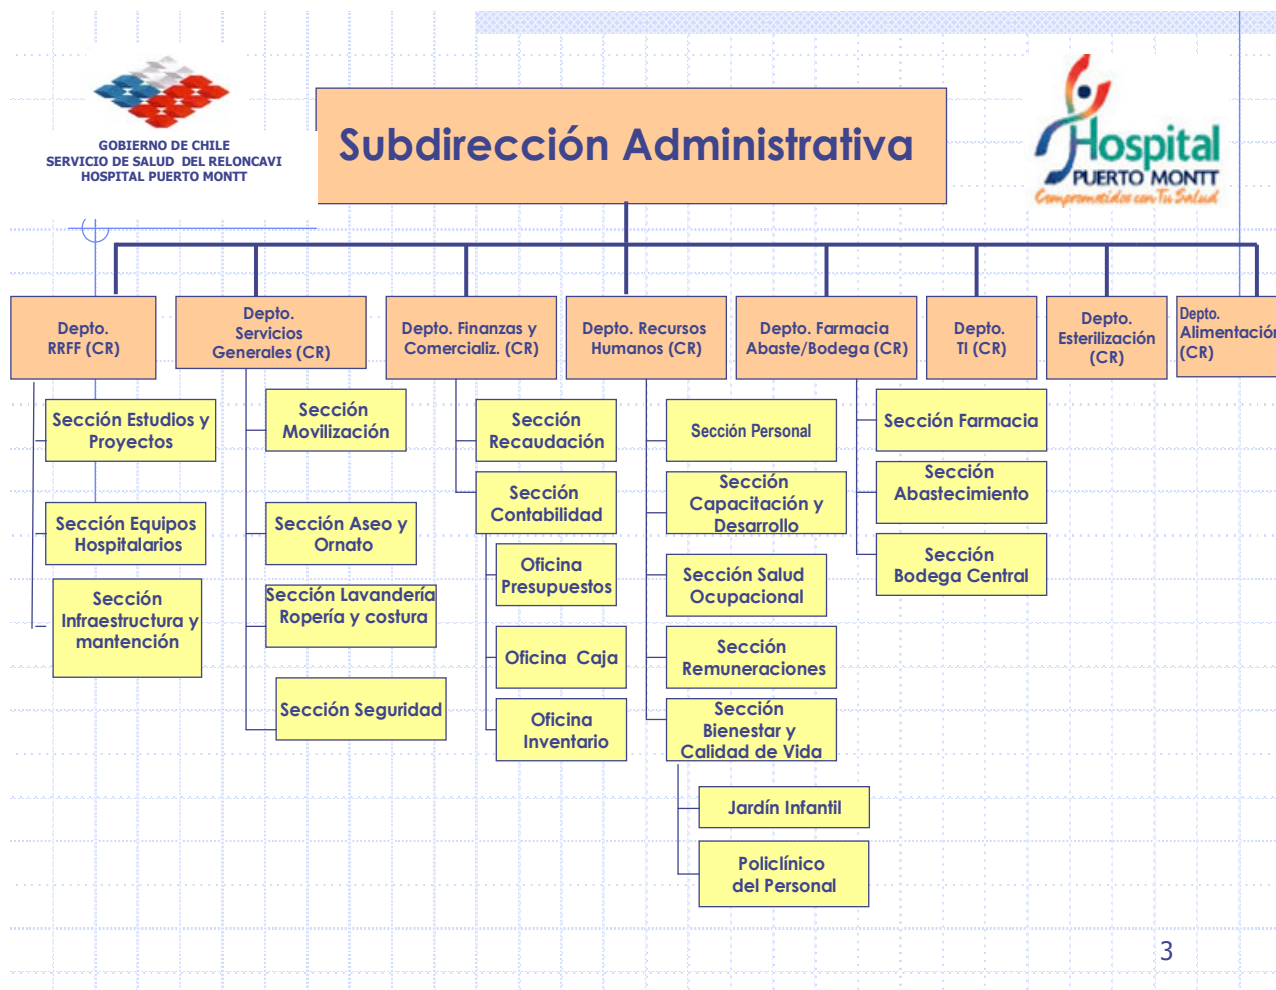 GOBIERNO DE CHILE
SERVICIO DE SALUD DEL RELONCAVI
HOSPITAL PUERTO MONTT
Subdirección Administrativa
Hospital
PUERTO MONTT
Comprometidos con Tu Salud
Depto.
RRFF (CR)
Depto.
Servicios
Generales (CR)
Depto. Finanzas y
Comercializ. (CR)
Depto. Recursos
Humanos (CR)
Depto. Farmacia
Abaste/Bodega (CR)
Depto.
TI (CR)
Depto.
Esterilización
(CR)
Depto.
Alimentación
(CR)
Sección Estudios y
Proyectos
Sección Equipos
Hospitalarios
Sección
Infraestructura y
mantención
Sección
Movilización
Sección Aseo y
Ornato
Sección Lavandería
Ropería y costura
Sección Seguridad
Sección
Recaudación
Sección
Contabilidad
Oficina
Presupuestos
Oficina Caja
Oficina
Inventario
Sección Personal
Sección
Capacitación y
Desarrollo
Sección Salud
Ocupacional
Sección
Remuneraciones
Sección
Bienestar y
Calidad de Vida
Jardín Infantil
Policlínico
del Personal
Sección Farmacia
Sección
Abastecimiento
Sección
Bodega Central
3